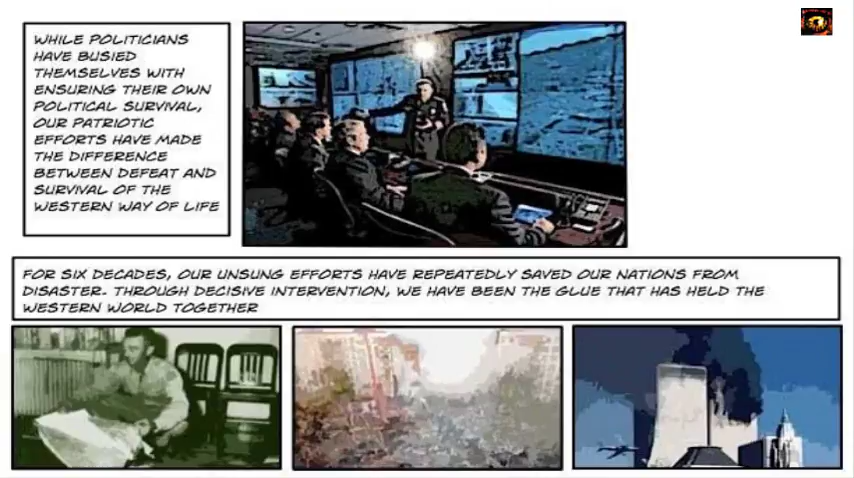 WHILE POLITICIANS
HAVE BUSIED
THEMSELVES WITH
ENSURING THEIR OWN
POLITICAL SURVIVAL,
OUR PATRIOTIC
EFFORTS HAVE MADE
THE DIFFERENCE
BETWEEN DEFEAT AND
SURVIVAL OF THE
WESTERN WAY OF LIFE
FOR SIX DECADES, OUR UNSUNG EFFORTS HAVE REPEATEDLY SAVED OUR NATIONS FROM
DISASTER. THROUGH DECISIVE INTERVENTION, WE HAVE BEEN THE GLUE THAT HAS HELD THE
WESTERN WORLD TOGETHER